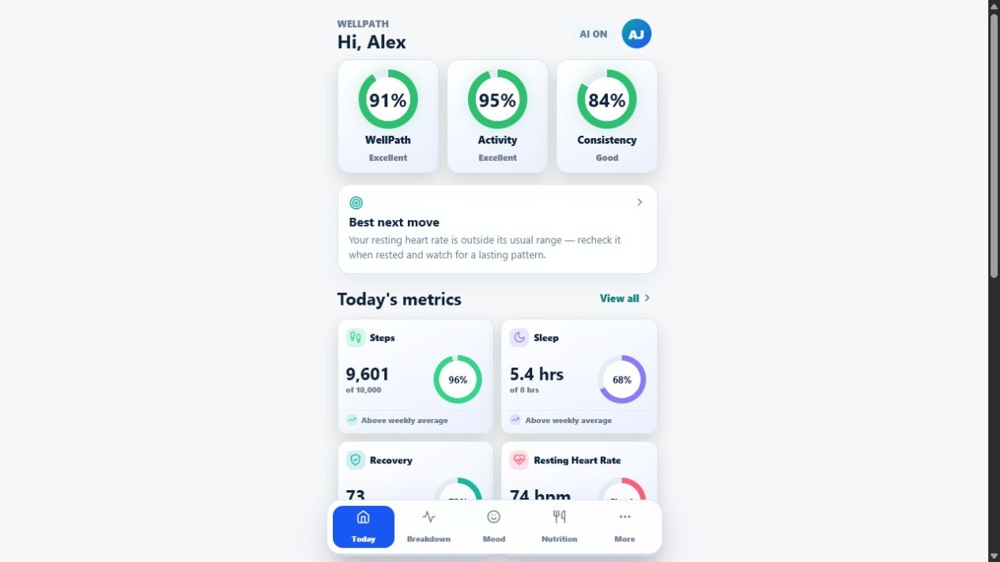 WELLPATH
Hi, Alex
AI ON
AJ
91%
95%
84%
WellPath
Activity
Consistency
Excellent
Excellent
Good
Best next move
Your resting heart rate is outside its usual range — recheck it
when rested and watch for a lasting pattern.
Today's metrics
View all
Steps
9,601
of 10,000
96%
Above weekly average
Sleep
5.4 hrs
of 8 hrs
68%
Above weekly average
Recovery
73
Resting Heart Rate
74 bpm
Today
Breakdown
Mood
Nutrition
More